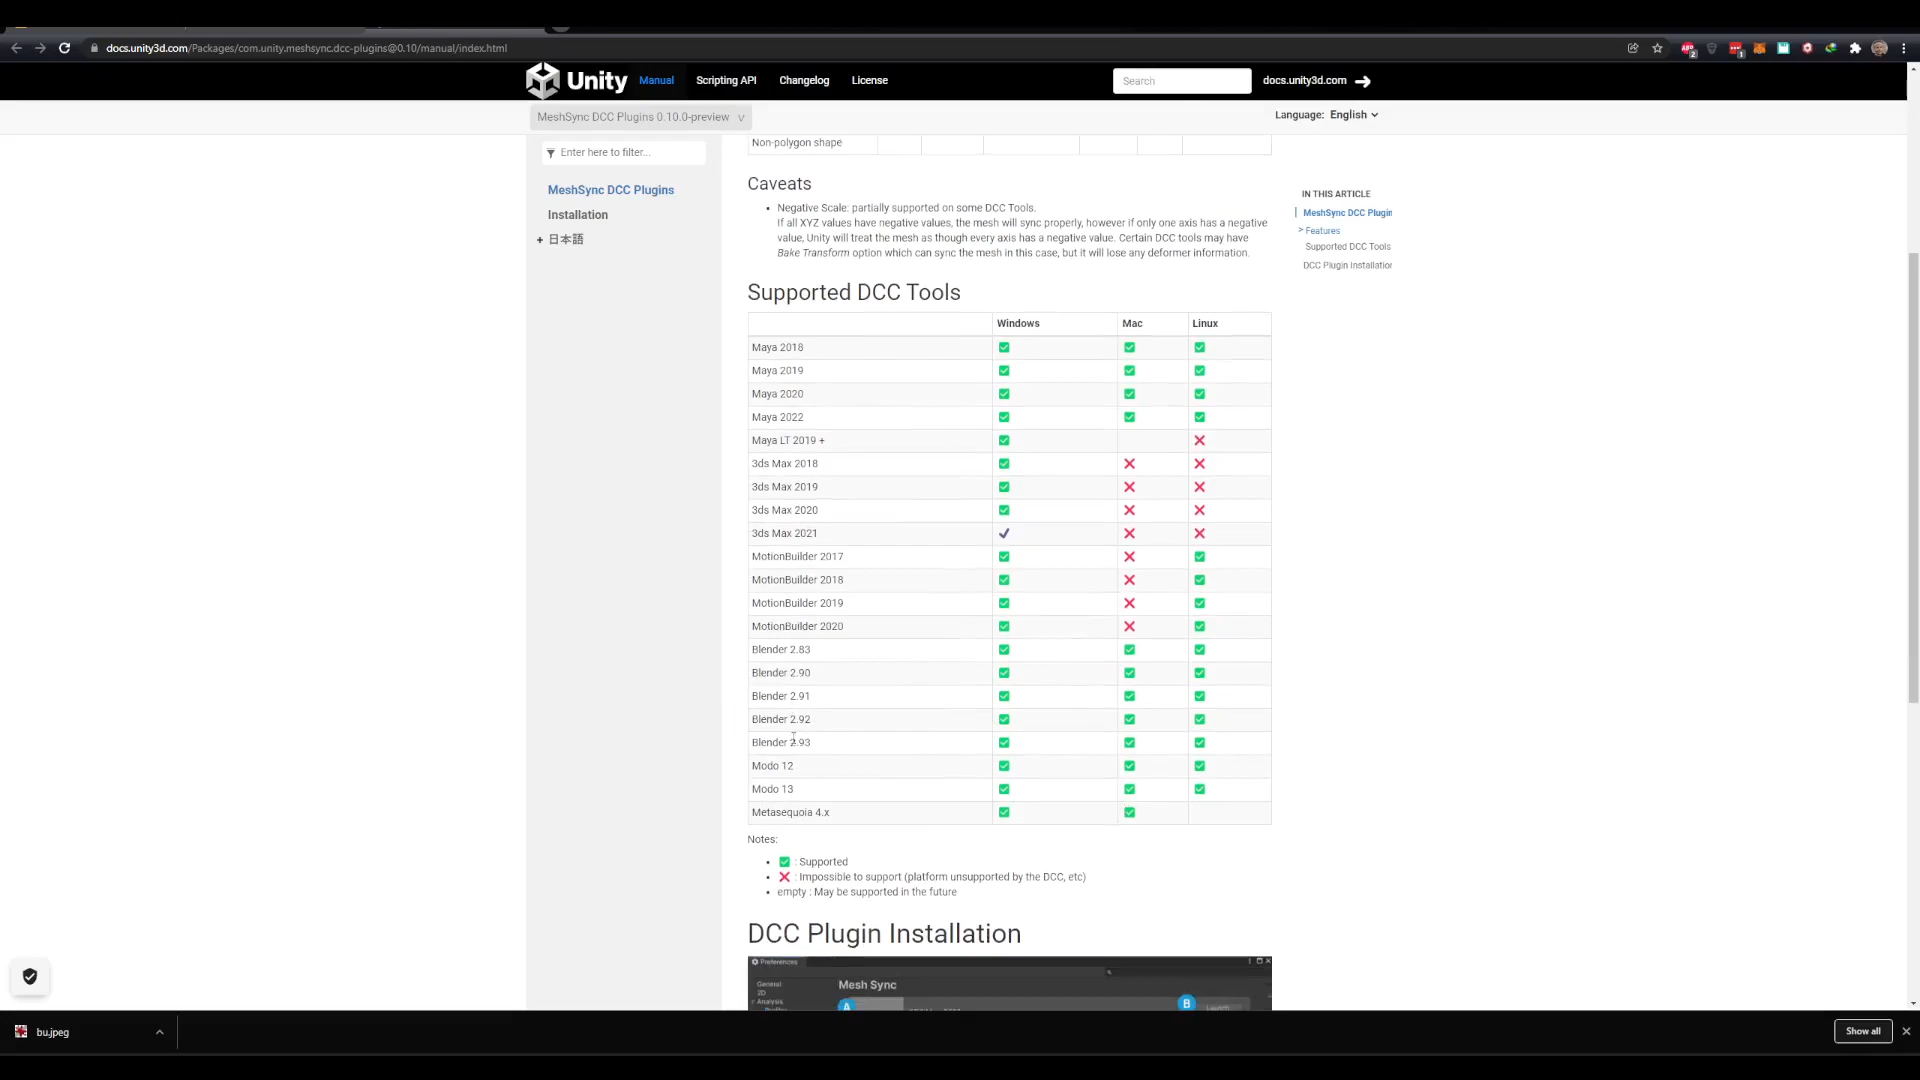 docs.unity3d.com/Packages/com.unity.meshsync.dcc-plugins@0.10/manual/index.html
Unity
Manual
Scripting API
Changelog
License
Search
docs.unity3d.com
MeshSync DCC Plugins 0.10.0-preview
Language: English
Enter here to filter...
MeshSync DCC Plugins
Installation
+ 日本語
Non-polygon shape
Caveats
• Negative Scale: partially supported on some DCC Tools.
If all XYZ values have negative values, the mesh will sync properly, however if only one axis has a negative
value, Unity will treat the mesh as though every axis has a negative value. Certain DCC tools may have
Bake Transform option which can sync the mesh in this case, but it will lose any deformer information.
IN THIS ARTICLE
MeshSync DCC Plugin
> Features
Supported DCC Tools
DCC Plugin Installation
Supported DCC Tools
Windows Mac Linux
Maya 2018 ✅ ✅ ✅
Maya 2019 ✅ ✅ ✅
Maya 2020 ✅ ✅ ✅
Maya 2022 ✅ ✅ ✅
Maya LT 2019 + ✅ ❌
3ds Max 2018 ✅ ❌ ❌
3ds Max 2019 ✅ ❌ ❌
3ds Max 2020 ✅ ❌ ❌
3ds Max 2021 ✔ ❌ ❌
MotionBuilder 2017 ✅ ❌ ✅
MotionBuilder 2018 ✅ ❌ ✅
MotionBuilder 2019 ✅ ❌ ✅
MotionBuilder 2020 ✅ ❌ ✅
Blender 2.83 ✅ ✅ ✅
Blender 2.90 ✅ ✅ ✅
Blender 2.91 ✅ ✅ ✅
Blender 2.92 ✅ ✅ ✅
Blender 2.93 ✅ ✅ ✅
Modo 12 ✅ ✅ ✅
Modo 13 ✅ ✅ ✅
Metasequoia 4.x ✅ ✅
Notes:
• ✅ : Supported
• ❌ : Impossible to support (platform unsupported by the DCC, etc)
• empty : May be supported in the future
DCC Plugin Installation
Preferences
General
2D
Analysis
Mesh Sync
A
B
Launch
bu.jpeg
Show all